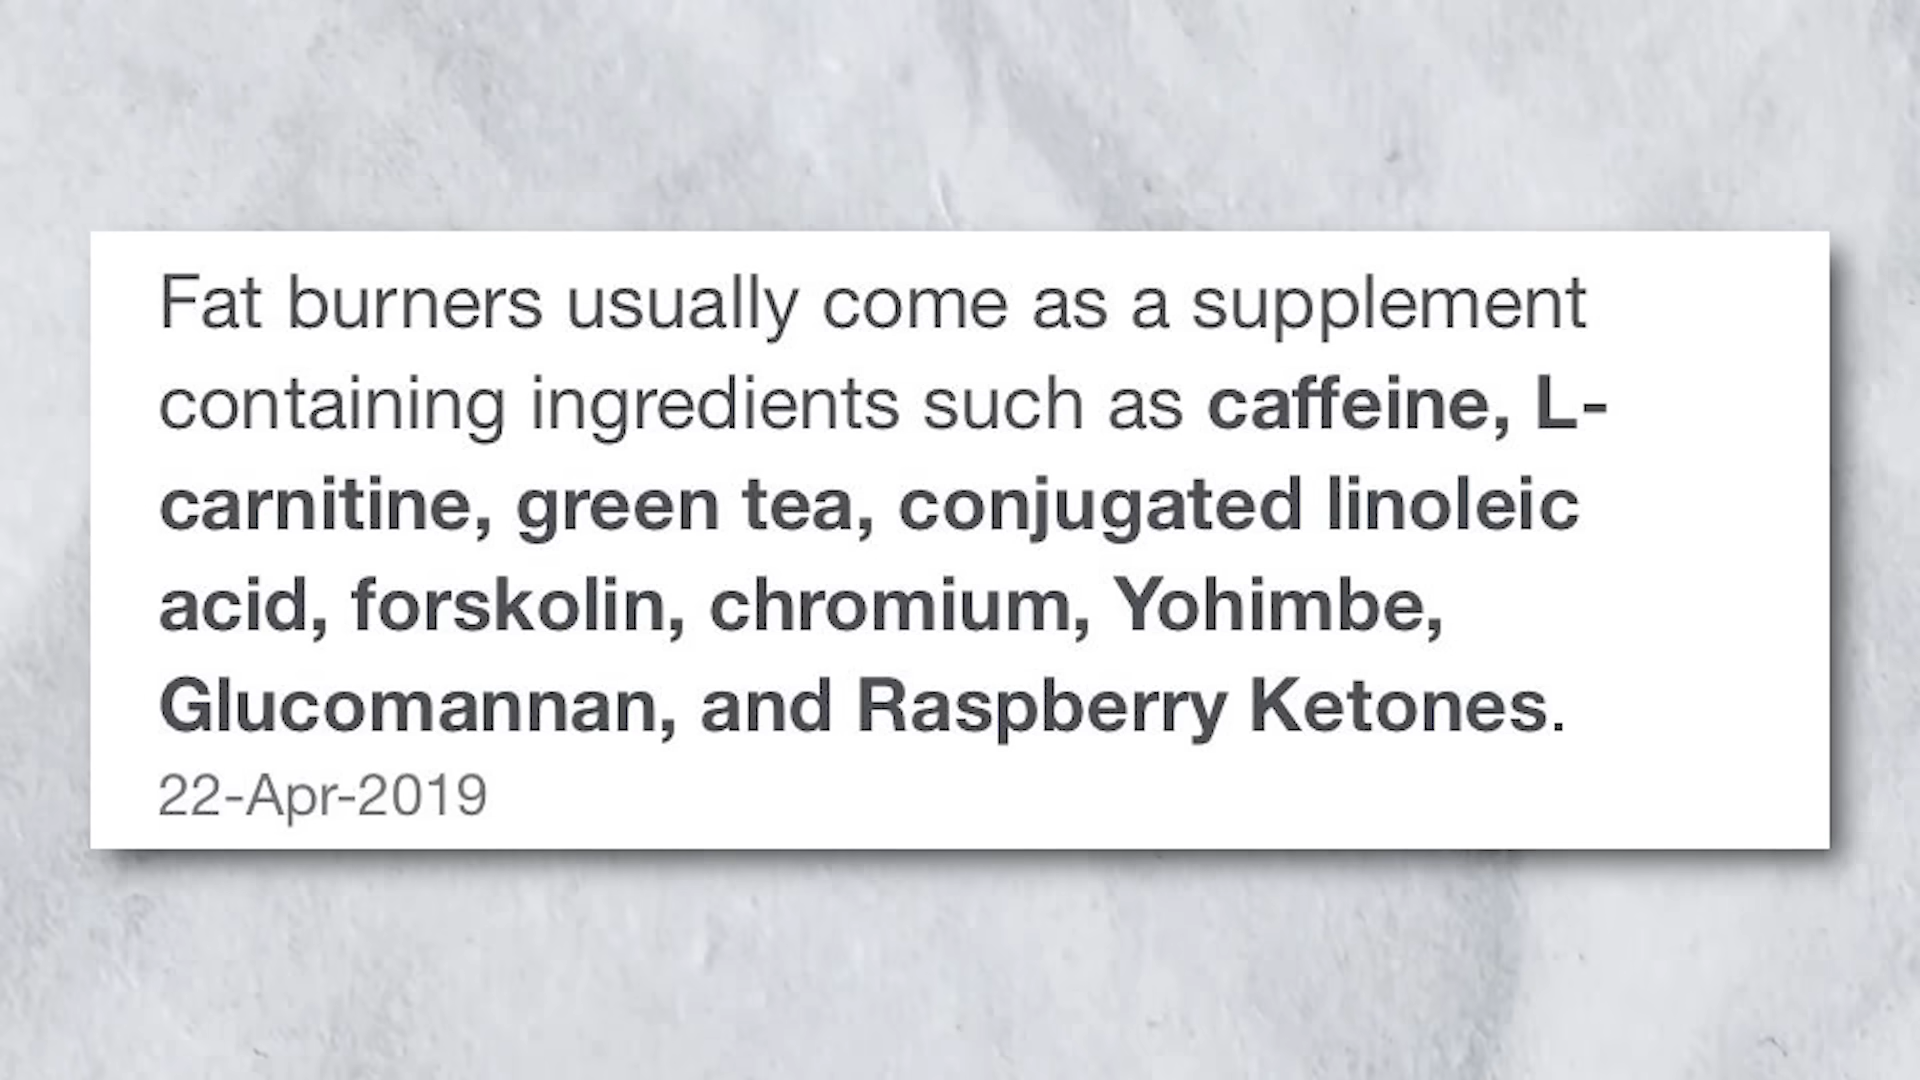 Fat burners usually come as a supplement
containing ingredients such as caffeine, L-
carnitine, green tea, conjugated linoleic
acid, forskolin, chromium, Yohimbe,
Glucomannan, and Raspberry Ketones.
22-Apr-2019